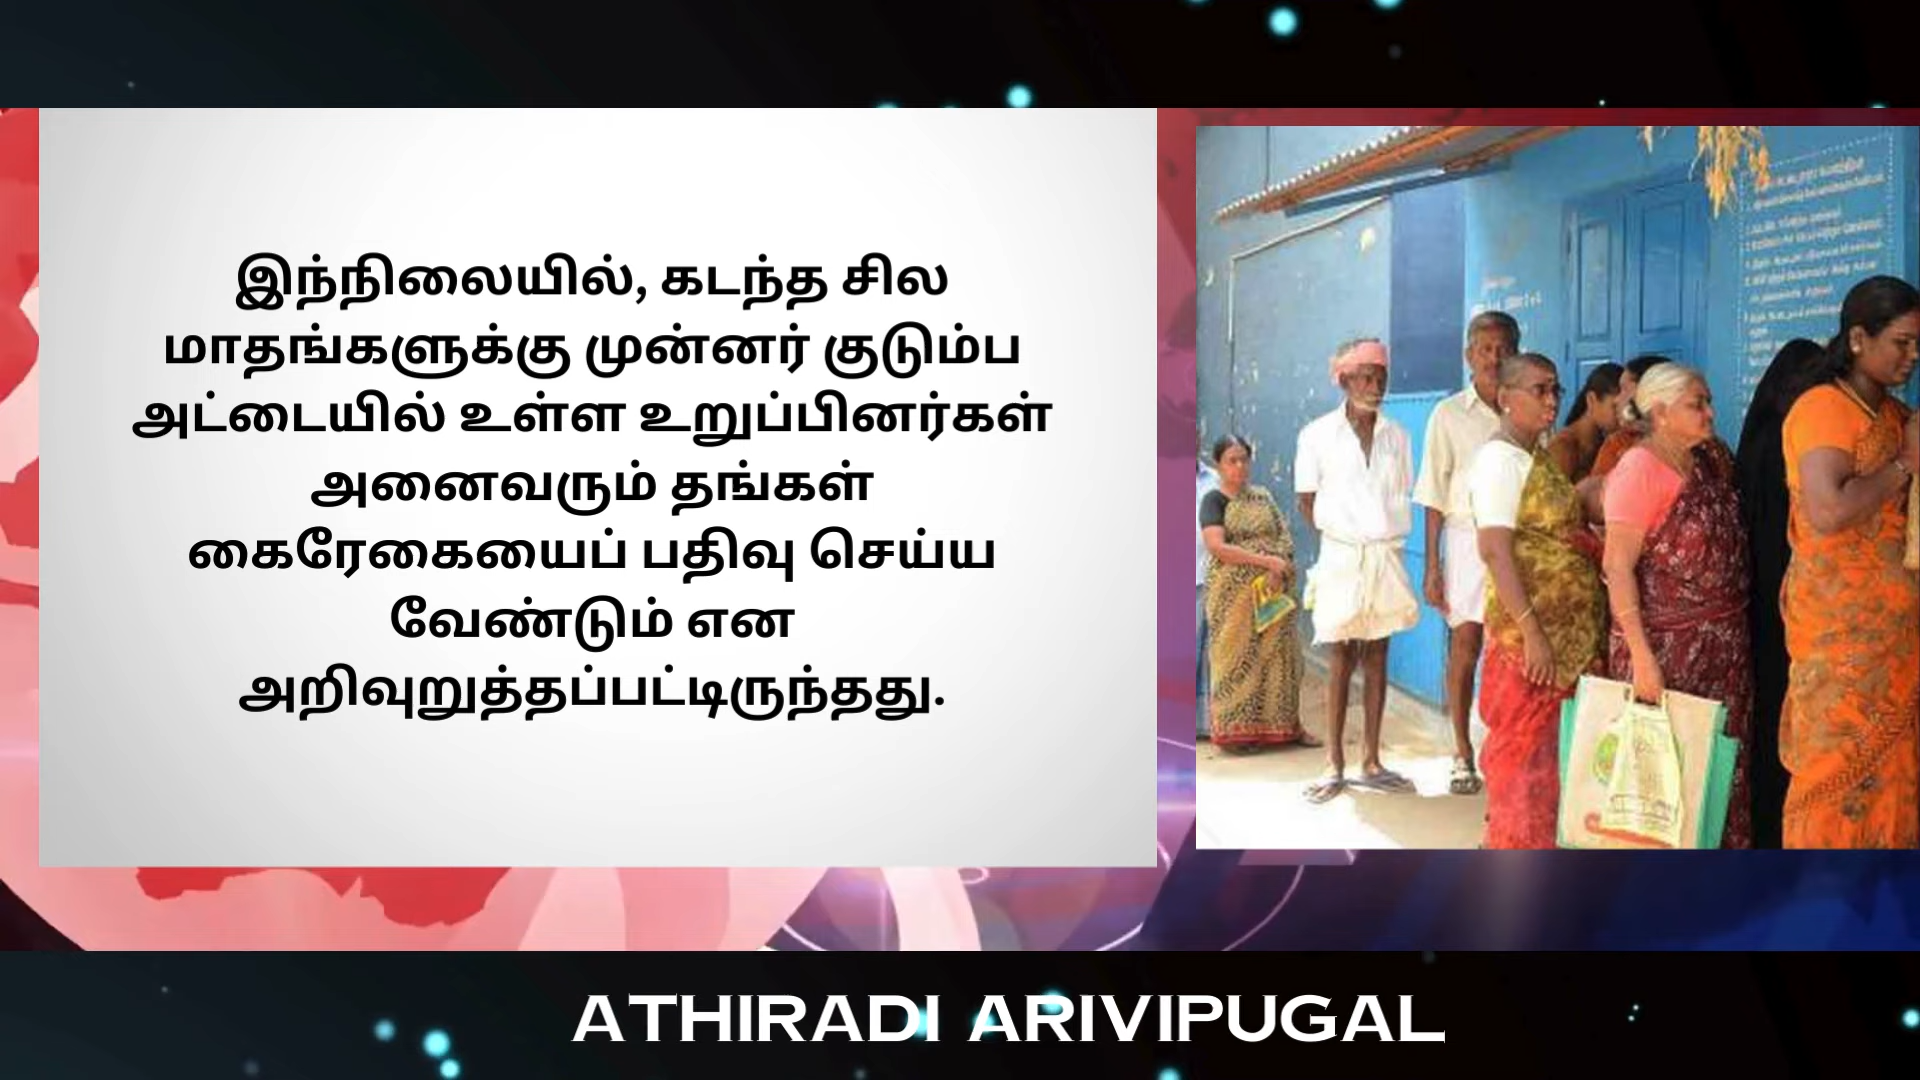 இந்நிலையில், கடந்த சில
மாதங்களுக்கு முன்னர் குடும்ப
அட்டையில் உள்ள உறுப்பினர்கள்
அனைவரும் தங்கள்
கைரேகையைப் பதிவு செய்ய
வேண்டும் என
அறிவுறுத்தப்பட்டிருந்தது.
ATHIRADI ARIVIPUGAL